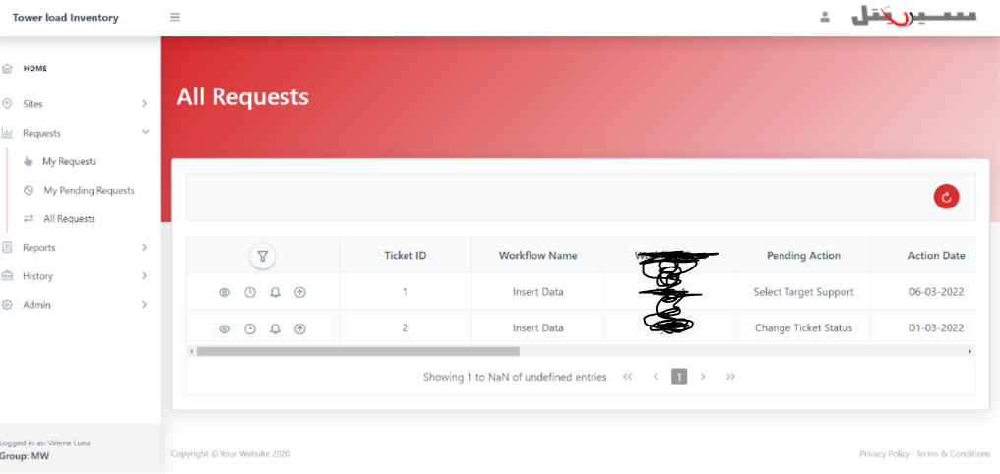 Tower load Inventory
سيريتل
HOME
Sites
Requests
My Requests
My Pending Requests
All Requests
Reports
History
Admin
Logged in as: Valerie Luna
Group: MW
All Requests
Ticket ID Workflow Name Pending Action Action Date
1 Insert Data Select Target Support 06-03-2022
2 Insert Data Change Ticket Status 01-03-2022
Showing 1 to NaN of undefined entries « ‹ 1 › »
Copyright © Your Website 2020
Privacy Policy · Terms & Conditions